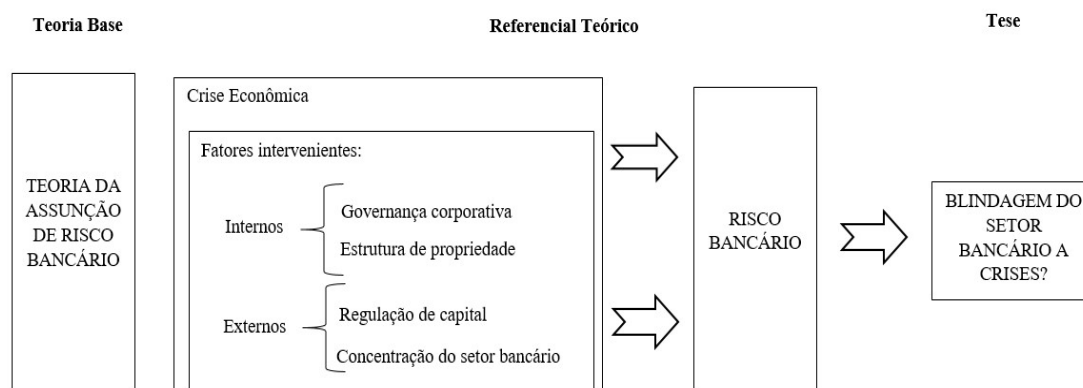 Teoria Base
Referencial Teórico
Tese
TEORIA DA
ASSUNÇÃO
DE RISCO
BANCÁRIO
Crise Econômica
Fatores intervenientes:
Internos
Governança corporativa
Estrutura de propriedade
Externos
Regulação de capital
Concentração do setor bancário
RISCO
BANCÁRIO
BLINDAGEM DO
SETOR
BANCÁRIO A
CRISES?